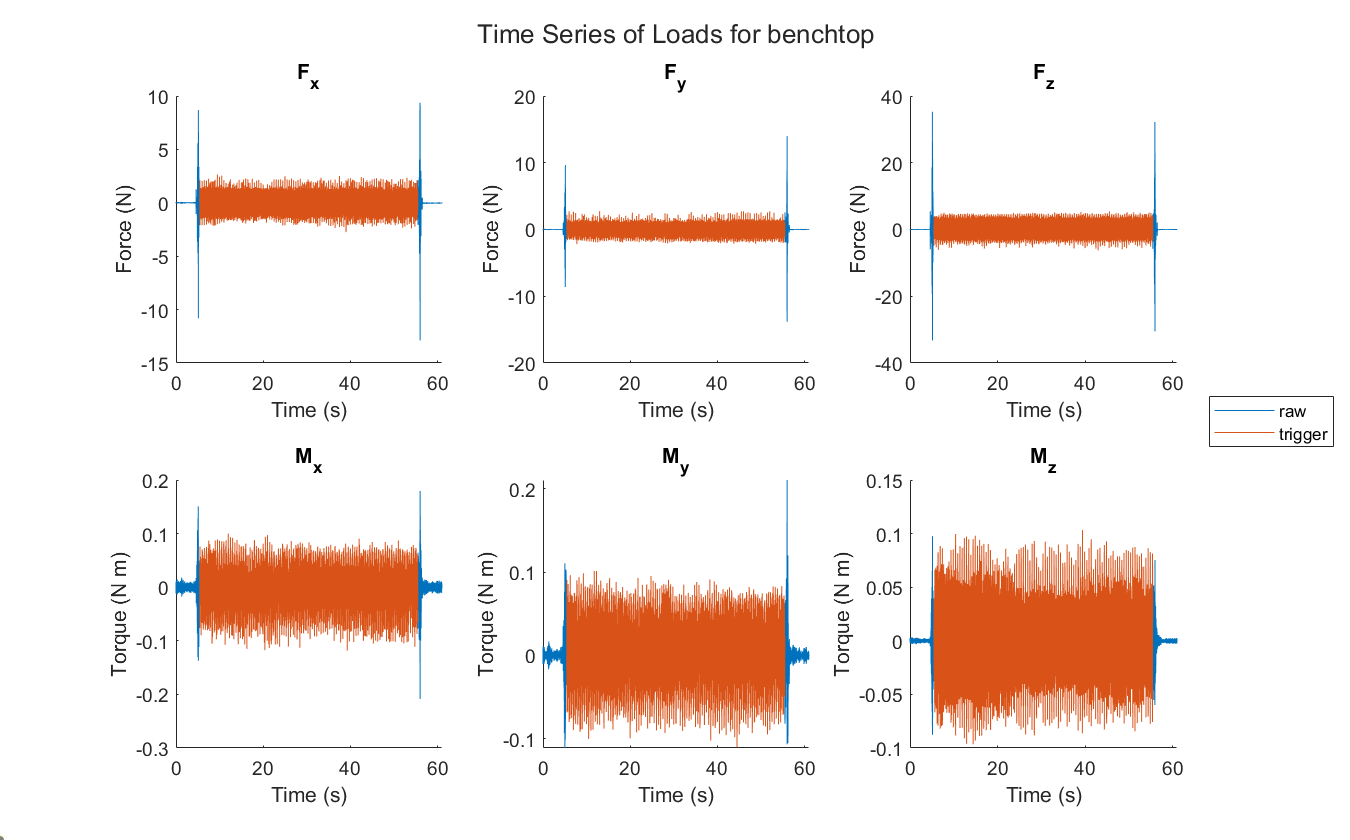 Time Series of Loads for benchtop
Fx
Fy
Fz
10
5
0
-5
-10
-15
Force (N)
0 20 40 60
Time (s)
20
10
0
-10
-20
Force (N)
0 20 40 60
Time (s)
40
20
0
-20
-40
Force (N)
0 20 40 60
Time (s)
raw
trigger
Mx
My
Mz
0.2
0.1
0
-0.1
-0.2
-0.3
Torque (N m)
0 20 40 60
Time (s)
0.2
0.1
0
-0.1
Torque (N m)
0 20 40 60
Time (s)
0.15
0.1
0.05
0
-0.05
-0.1
Torque (N m)
0 20 40 60
Time (s)